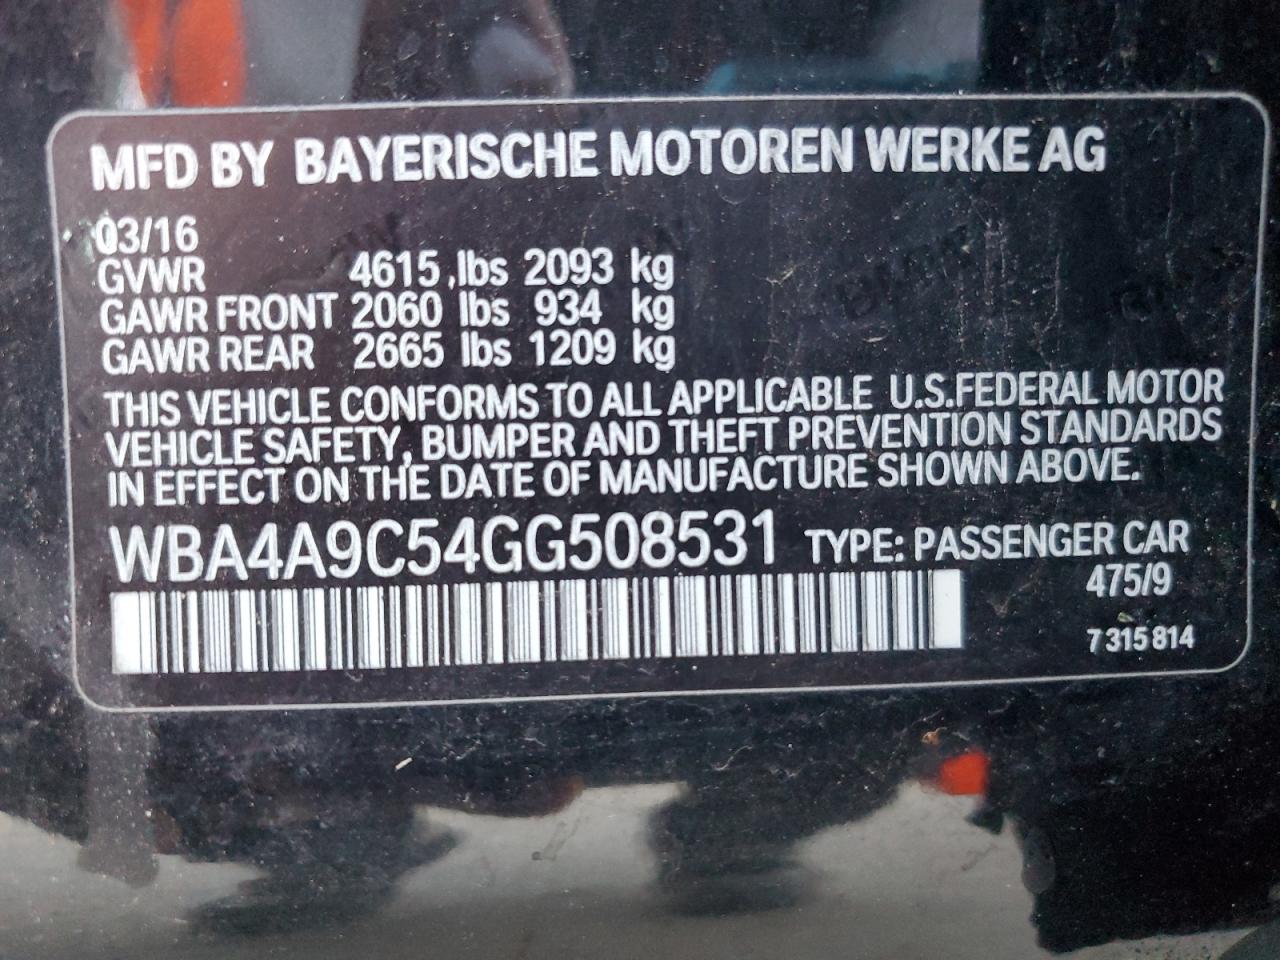 MFD BY BAYERISCHE MOTOREN WERKE AG
03/16
GVWR 4615 lbs 2093 kg
GAWR FRONT 2060 lbs 934 kg
GAWR REAR 2665 lbs 1209 kg
THIS VEHICLE CONFORMS TO ALL APPLICABLE U.S.FEDERAL MOTOR
VEHICLE SAFETY, BUMPER AND THEFT PREVENTION STANDARDS
IN EFFECT ON THE DATE OF MANUFACTURE SHOWN ABOVE.
WBA4A9C54GG508531 TYPE: PASSENGER CAR
475/9
7 315 814